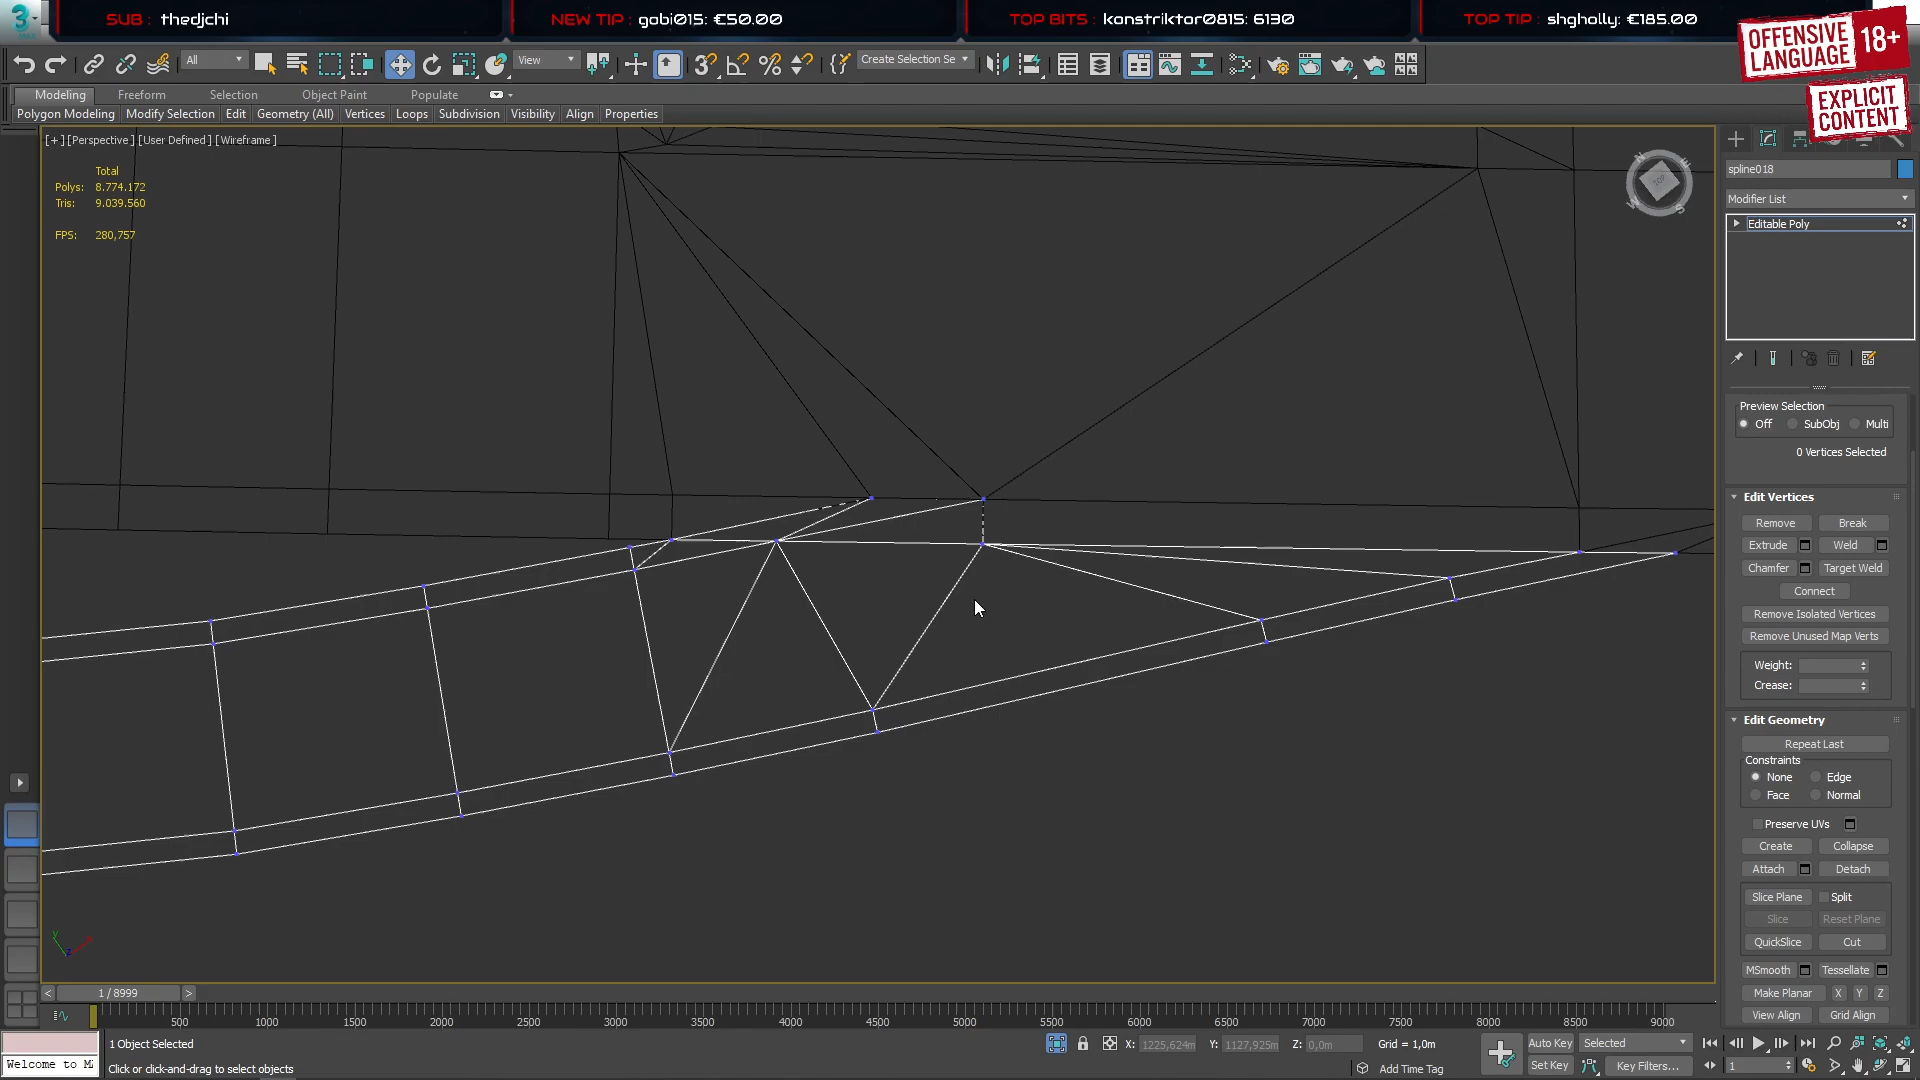 SUB : thedjchi
NEW TIP : gabi015: €50.00
TOP BITS : konstriktor0815: 6130
TOP TIP : shgholly: €185.00
OFFENSIVE LANGUAGE 18+
EXPLICIT CONTENT
All
View
Create Selection Se
Modeling Freeform Selection Object Paint Populate
Polygon Modeling Modify Selection Edit Geometry (All) Vertices Loops Subdivision Visibility Align Properties
[+] [Perspective ] [User Defined ] [Wireframe ]
Total
Polys: 8.774.172
Tris: 9.039.560
FPS: 280,757
spline018
Modifier List
Editable Poly
Preview Selection
Off SubObj Multi
0 Vertices Selected
Edit Vertices
Remove Break
Extrude Weld
Chamfer Target Weld
Connect
Remove Isolated Vertices
Remove Unused Map Verts
Weight:
Crease:
Edit Geometry
Repeat Last
Constraints
None Edge
Face Normal
Preserve UVs
Create Collapse
Attach Detach
Slice Plane Split
Slice Reset Plane
QuickSlice Cut
MSmooth Tessellate
Make Planar X Y Z
View Align Grid Align
< 1 / 8999 >
500 1000 1500 2000 2500 3000 3500 4000 4500 5000 5500 6000 6500 7000 7500 8000 8500 9000
1 Object Selected
X: 1225,624m Y: 1127,925m Z: 0,0m Grid = 1,0m
Auto Key Selected
Welcome to M
Click or click-and-drag to select objects
Add Time Tag
Set Key Key Filters...
1